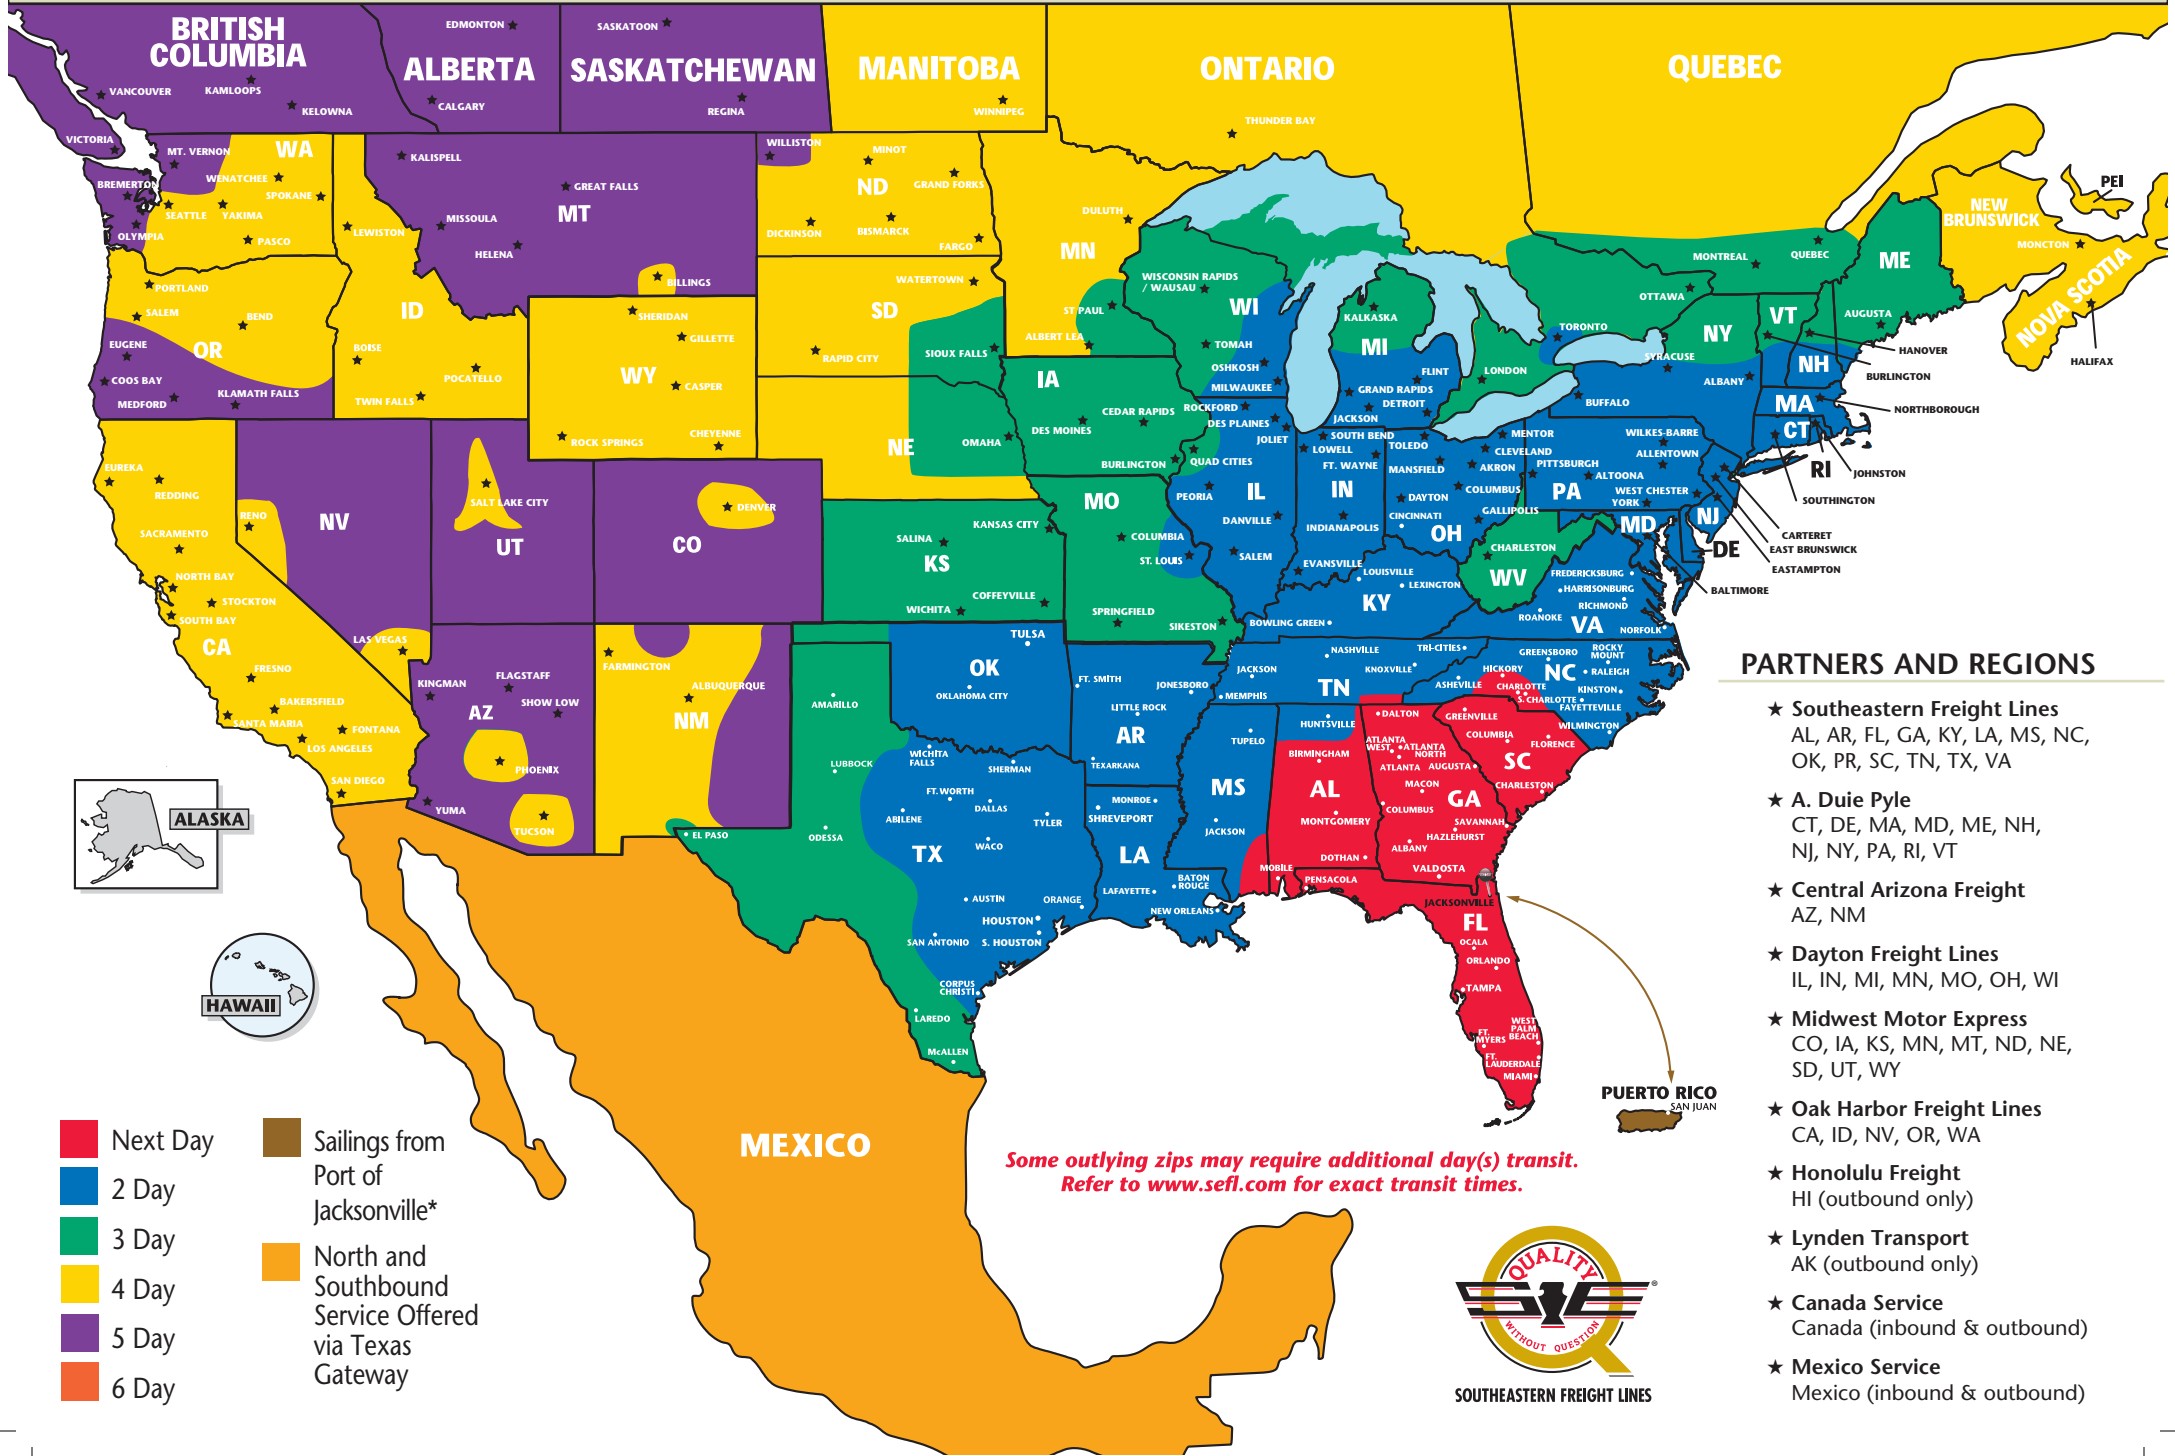 BRITISH
COLUMBIA
ALBERTA
SASKATCHEWAN
MANITOBA
ONTARIO
QUEBEC
EDMONTON
SASKATOON
VANCOUVER
KAMLOOPS
KELOWNA
CALGARY
REGINA
WINNIPEG
THUNDER BAY
VICTORIA
MT. VERNON
WA
WENATCHEE
SPOKANE
BREMERTON
SEATTLE
YAKIMA
OLYMPIA
PASCO
LEWISTON
KALISPELL
GREAT FALLS
MT
MISSOULA
HELENA
BILLINGS
WILLISTON
MINOT
ND
GRAND FORKS
DICKINSON
BISMARCK
FARGO
DULUTH
MN
PEI
NEW
BRUNSWICK
MONCTON
NOVA SCOTIA
HALIFAX
ME
QUEBEC
MONTREAL
OTTAWA
AUGUSTA
VT
NY
TORONTO
SYRACUSE
HANOVER
BURLINGTON
NH
ALBANY
BUFFALO
MA
NORTHBOROUGH
CT
RI
JOHNSTON
SOUTHINGTON
PORTLAND
SALEM
BEND
EUGENE
OR
COOS BAY
MEDFORD
KLAMATH FALLS
ID
BOISE
POCATELLO
TWIN FALLS
SHERIDAN
GILLETTE
WY
CASPER
ROCK SPRINGS
CHEYENNE
WATERTOWN
SD
RAPID CITY
SIOUX FALLS
ST PAUL
ALBERT LEA
WISCONSIN RAPIDS
/ WAUSAU
WI
TOMAH
OSHKOSH
MILWAUKEE
KALKASKA
MI
FLINT
GRAND RAPIDS
DETROIT
JACKSON
LONDON
IA
CEDAR RAPIDS
DES MOINES
BURLINGTON
NE
OMAHA
ROCKFORD
DES PLAINES
JOLIET
QUAD CITIES
PEORIA
IL
DANVILLE
SALEM
SOUTH BEND
LOWELL
FT. WAYNE
IN
INDIANAPOLIS
EVANSVILLE
TOLEDO
MENTOR
CLEVELAND
MANSFIELD
AKRON
DAYTON
COLUMBUS
CINCINNATI
GALLIPOLIS
OH
WILKES-BARRE
ALLENTOWN
PITTSBURGH
ALTOONA
PA
WEST CHESTER
YORK
NJ
MD
DE
CARTERET
EAST BRUNSWICK
EASTAMPTON
BALTIMORE
EUREKA
REDDING
SACRAMENTO
NORTH BAY
STOCKTON
SOUTH BAY
CA
FRESNO
BAKERSFIELD
SANTA MARIA
FONTANA
LOS ANGELES
SAN DIEGO
RENO
NV
LAS VEGAS
SALT LAKE CITY
UT
DENVER
CO
KANSAS CITY
SALINA
KS
COFFEYVILLE
WICHITA
MO
COLUMBIA
ST. LOUIS
SPRINGFIELD
SIKESTON
CHARLESTON
WV
LOUISVILLE
LEXINGTON
KY
BOWLING GREEN
FREDERICKSBURG
HARRISONBURG
RICHMOND
ROANOKE
VA
NORFOLK
KINGMAN
FLAGSTAFF
AZ
SHOW LOW
PHOENIX
YUMA
TUCSON
FARMINGTON
ALBUQUERQUE
NM
EL PASO
TULSA
OK
OKLAHOMA CITY
AMARILLO
LUBBOCK
ODESSA
WICHITA
FALLS
SHERMAN
FT. WORTH
DALLAS
ABILENE
TYLER
WACO
TX
AUSTIN
ORANGE
HOUSTON
SAN ANTONIO
S. HOUSTON
CORPUS
CHRISTI
LAREDO
McALLEN
FT. SMITH
JONESBORO
LITTLE ROCK
AR
TEXARKANA
MONROE
SHREVEPORT
LA
LAFAYETTE
BATON
ROUGE
NEW ORLEANS
NASHVILLE
TRI-CITIES
KNOXVILLE
JACKSON
TN
MEMPHIS
TUPELO
MS
JACKSON
HUNTSVILLE
BIRMINGHAM
AL
MONTGOMERY
DOTHAN
MOBILE
GREENSBORO
ROCKY
MOUNT
HICKORY
NC
RALEIGH
ASHEVILLE
CHARLOTTE
KINSTON
S. CHARLOTTE
FAYETTEVILLE
WILMINGTON
GREENVILLE
COLUMBIA
FLORENCE
SC
CHARLESTON
DALTON
ATLANTA
WEST
ATLANTA
NORTH
ATLANTA
AUGUSTA
MACON
GA
COLUMBUS
SAVANNAH
HAZLEHURST
ALBANY
VALDOSTA
PENSACOLA
JACKSONVILLE
FL
OCALA
ORLANDO
TAMPA
WEST
PALM
BEACH
FT.
MYERS
FT.
LAUDERDALE
MIAMI
ALASKA
HAWAII
MEXICO
PUERTO RICO
SAN JUAN
Next Day
2 Day
3 Day
4 Day
5 Day
6 Day
Sailings from
Port of
Jacksonville*
North and
Southbound
Service Offered
via Texas
Gateway
Some outlying zips may require additional day(s) transit.
Refer to www.sefl.com for exact transit times.
QUALITY
WITHOUT QUESTION
®
SOUTHEASTERN FREIGHT LINES
PARTNERS AND REGIONS
★ Southeastern Freight Lines
AL, AR, FL, GA, KY, LA, MS, NC,
OK, PR, SC, TN, TX, VA
★ A. Duie Pyle
CT, DE, MA, MD, ME, NH,
NJ, NY, PA, RI, VT
★ Central Arizona Freight
AZ, NM
★ Dayton Freight Lines
IL, IN, MI, MN, MO, OH, WI
★ Midwest Motor Express
CO, IA, KS, MN, MT, ND, NE,
SD, UT, WY
★ Oak Harbor Freight Lines
CA, ID, NV, OR, WA
★ Honolulu Freight
HI (outbound only)
★ Lynden Transport
AK (outbound only)
★ Canada Service
Canada (inbound & outbound)
★ Mexico Service
Mexico (inbound & outbound)